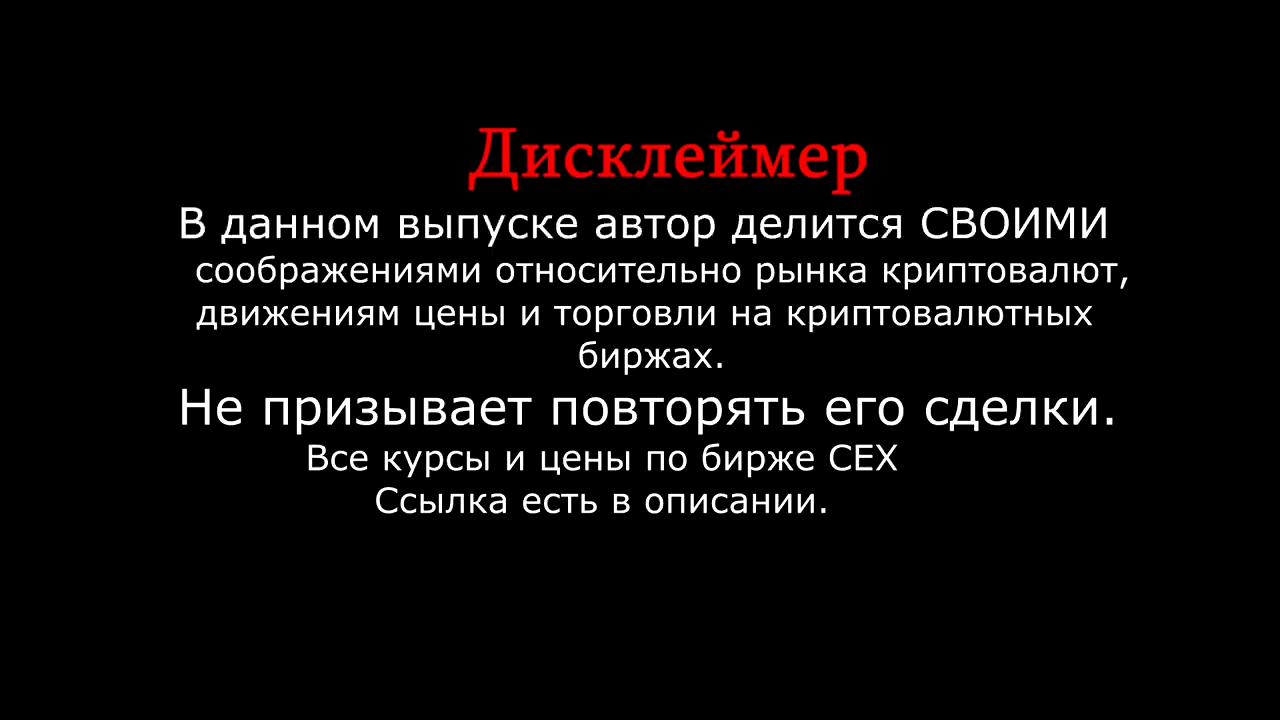 Дисклеймер
В данном выпуске автор делится СВОИМИ
соображениями относительно рынка криптовалют,
движениям цены и торговли на криптовалютных
биржах.
Не призывает повторять его сделки.
Все курсы и цены по бирже CEX
Ссылка есть в описании.